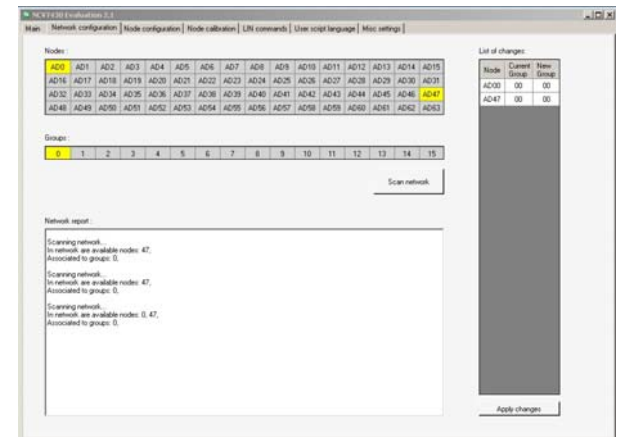 NCV7430 Evaluation 2.1
Main Network configuration Node configuration Node calibration LIN commands User script language Misc settings
Nodes :
AD0 AD1 AD2 AD3 AD4 AD5 AD6 AD7 AD8 AD9 AD10 AD11 AD12 AD13 AD14 AD15
AD16 AD17 AD18 AD19 AD20 AD21 AD22 AD23 AD24 AD25 AD26 AD27 AD28 AD29 AD30 AD31
AD32 AD33 AD34 AD35 AD36 AD37 AD38 AD39 AD40 AD41 AD42 AD43 AD44 AD45 AD46 AD47
AD48 AD49 AD50 AD51 AD52 AD53 AD54 AD55 AD56 AD57 AD58 AD59 AD60 AD61 AD62 AD63
Groups :
0 1 2 3 4 5 6 7 8 9 10 11 12 13 14 15
Scan network
Network report :
Scanning network...
In network are available nodes: 47,
Associated to groups: 0,
Scanning network...
In network are available nodes: 47,
Associated to groups: 0,
Scanning network...
In network are available nodes: 0, 47,
Associated to groups: 0,
List of changes:
Node Current Group New Group
AD00 00 00
AD47 00 00
Apply changes